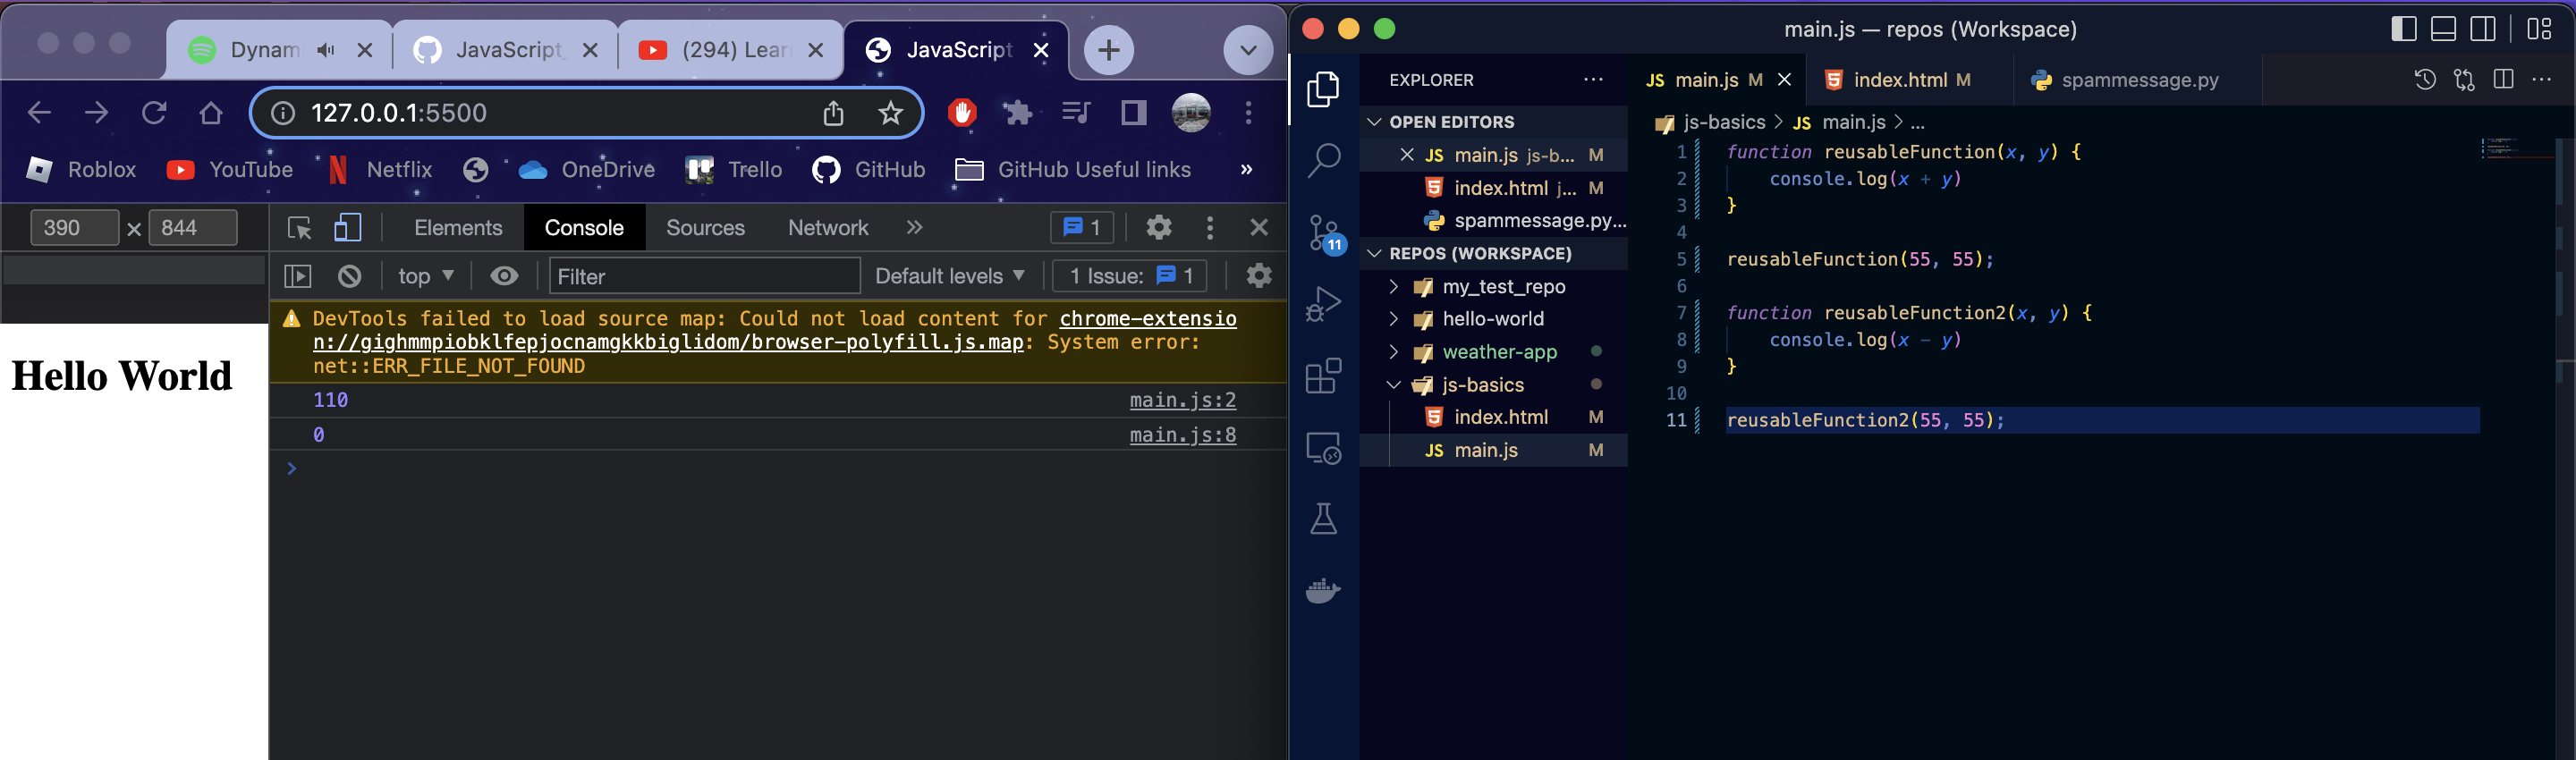 Dynam
JavaScript
(294) Lear
JavaScript
127.0.0.1:5500
Roblox
YouTube
Netflix
OneDrive
Trello
GitHub
GitHub Useful links
»
390 × 844
Elements
Console
Sources
Network
»
1
top
Filter
Default levels
1 Issue: 1
DevTools failed to load source map: Could not load content for chrome-extensio
n://gighmmpiobklfepjocnamgkkbiglidom/browser-polyfill.js.map: System error:
net::ERR_FILE_NOT_FOUND
110 main.js:2
0 main.js:8
>
Hello World
main.js — repos (Workspace)
EXPLORER
OPEN EDITORS
JS main.js js-b... M
index.html j... M
spammessage.py...
REPOS (WORKSPACE)
my_test_repo
hello-world
weather-app
js-basics
index.html M
JS main.js M
11
JS main.js M
index.html M
spammessage.py
js-basics > JS main.js > ...
1 function reusableFunction(x, y) {
2 console.log(x + y)
3 }
4
5 reusableFunction(55, 55);
6
7 function reusableFunction2(x, y) {
8 console.log(x - y)
9 }
10
11 reusableFunction2(55, 55);